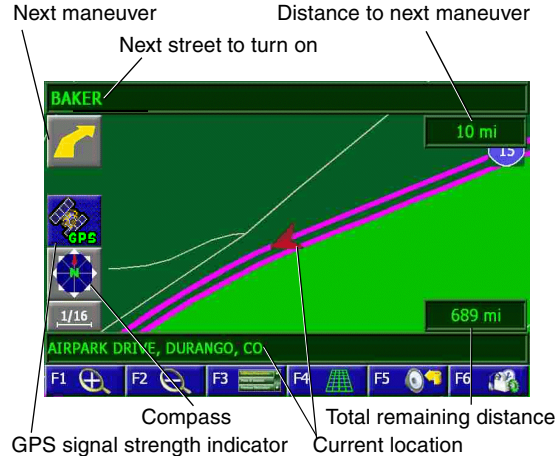 Next maneuver
Distance to next maneuver
Next street to turn on
BAKER
10 mi
15
GPS
N
1/16
689 mi
AIRPARK DRIVE, DURANGO, CO
F1 F2 F3 F4 F5 F6
Compass
Total remaining distance
GPS signal strength indicator
Current location